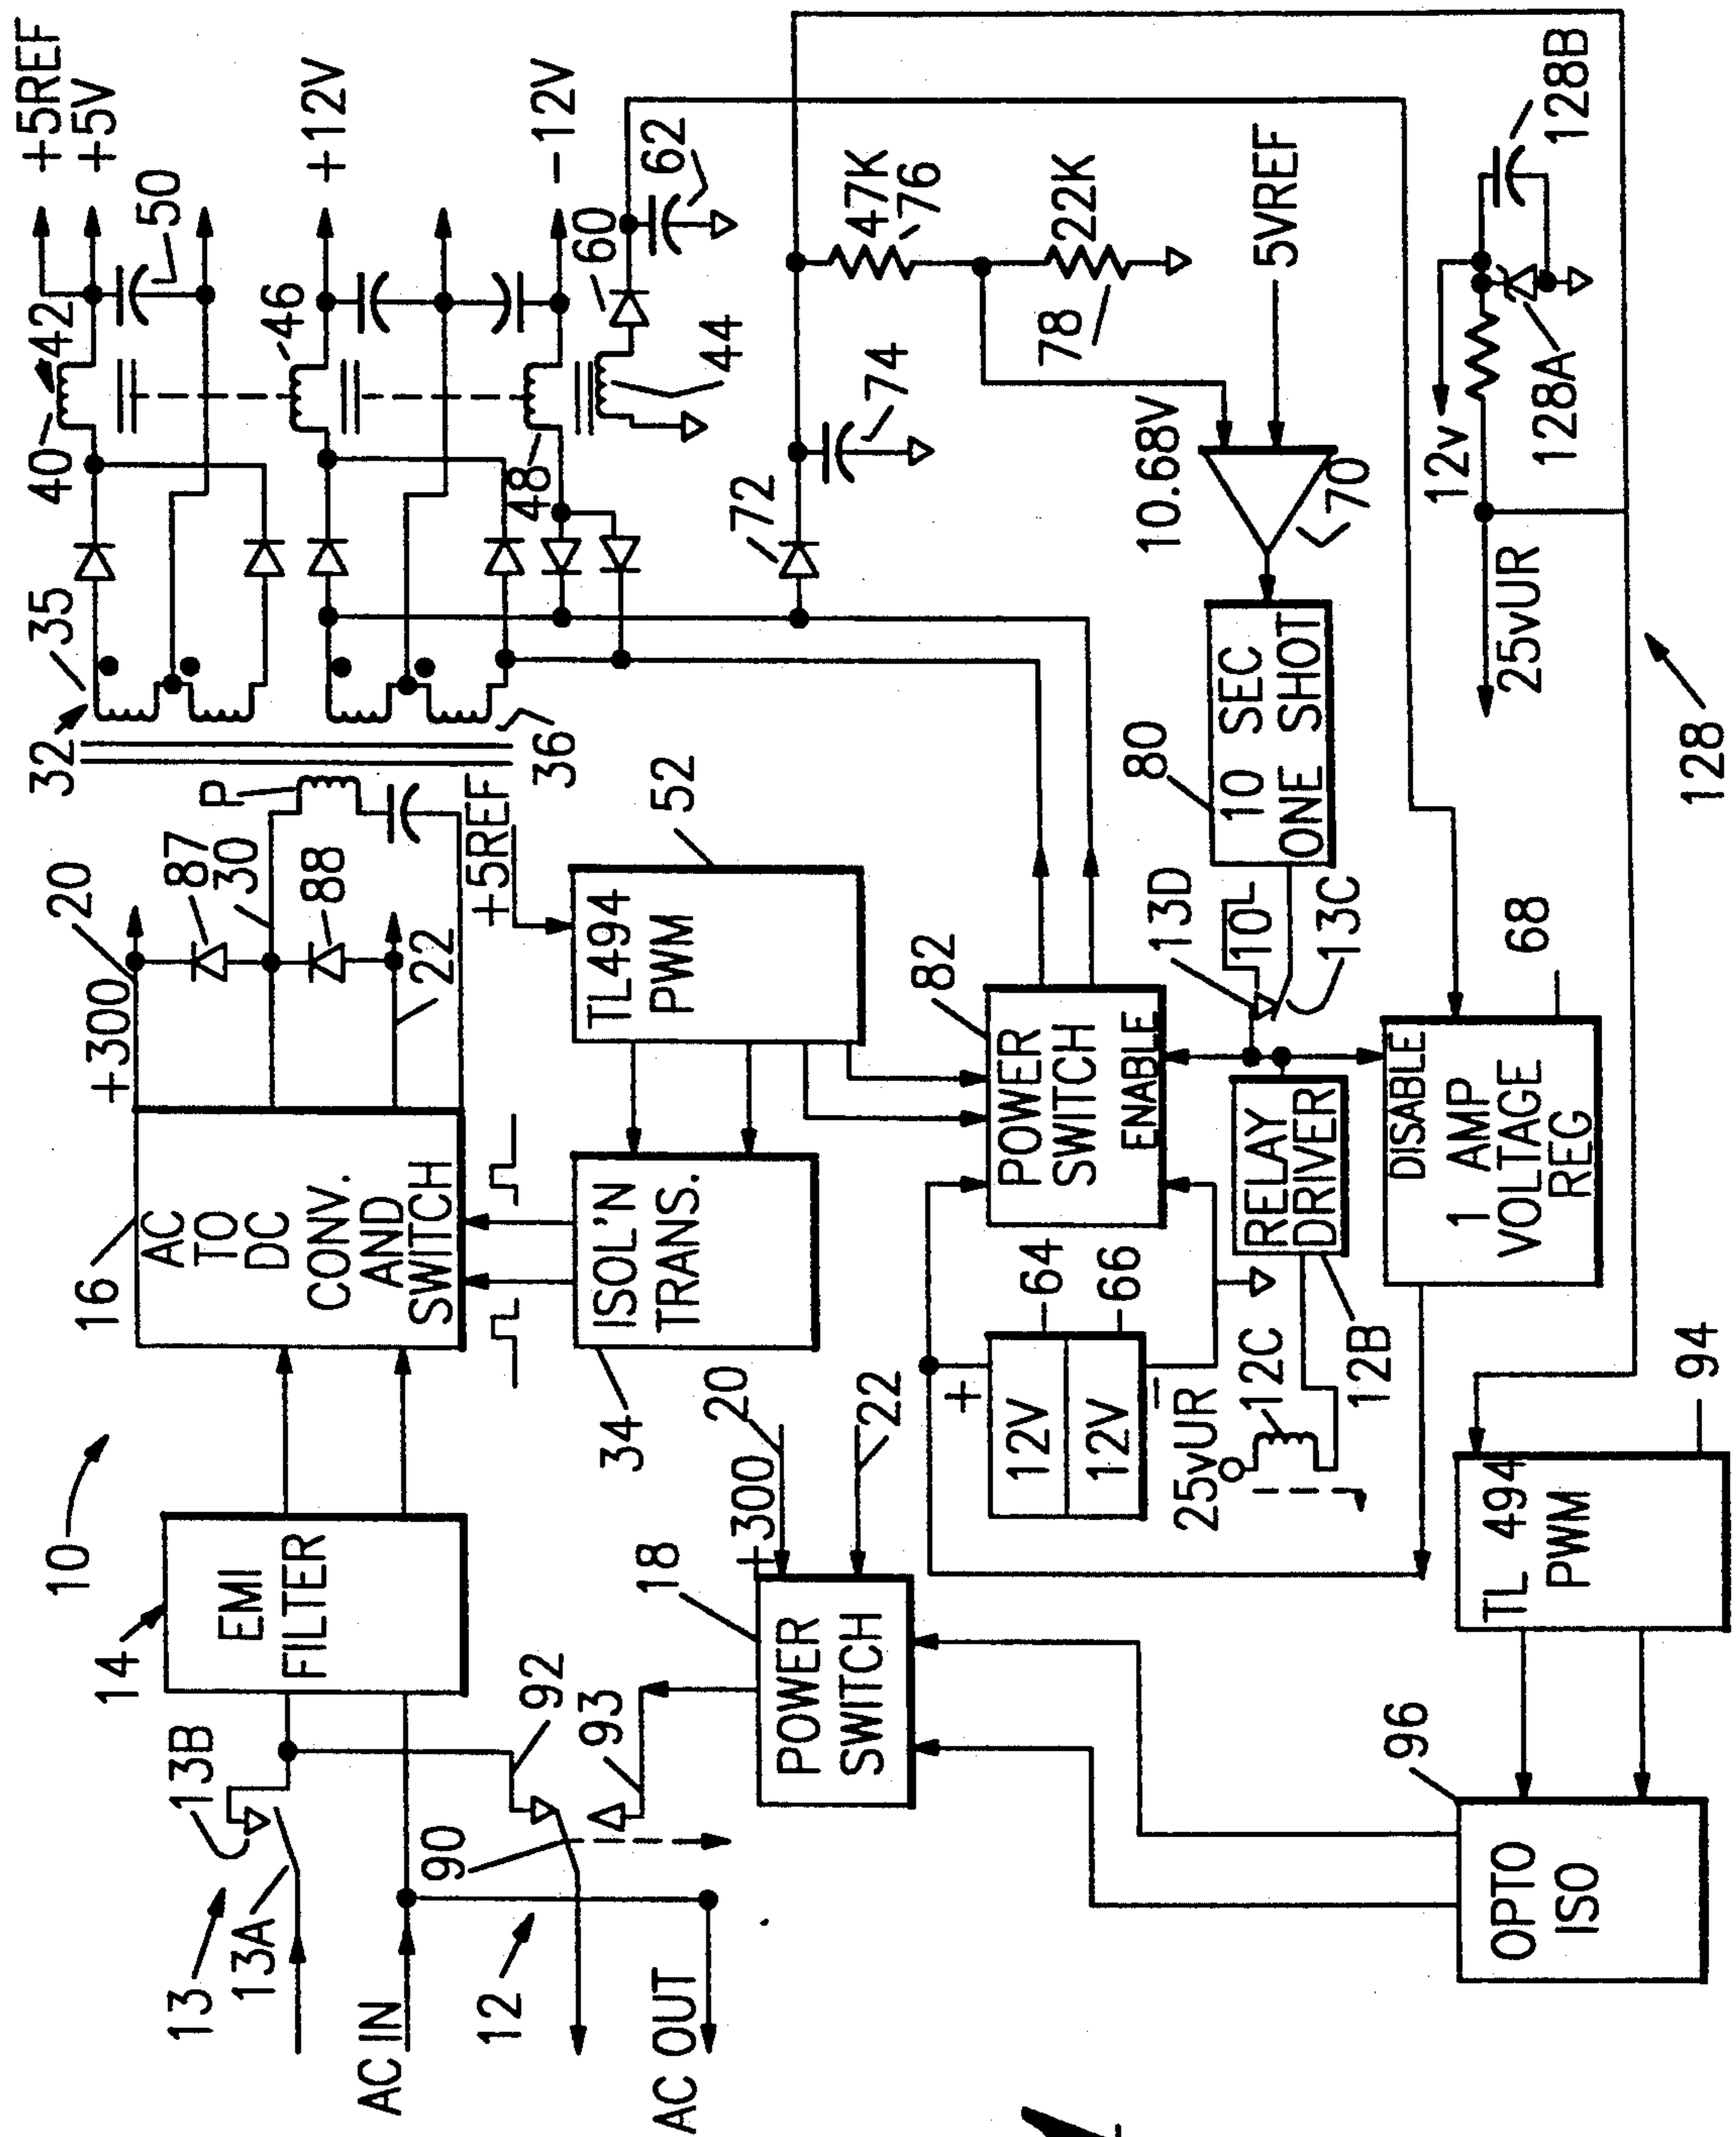 10
14
EMI
FILTER
16
AC
TO
DC
CONV.
AND
SWITCH
+300
20
87
30
88
22
P
32
35
36
40
42
50
+5REF
+5V
46
+12V
48
-12V
60
62
44
13
13A
13B
AC IN
12
AC OUT
90
92
93
18
POWER
SWITCH
+300
20
22
34
ISOL'N
TRANS.
TL494
PWM
52
+5REF
72
74
47K
76
22K
78
5VREF
10.68V
70
80
10 SEC
ONE SHOT
82
POWER
SWITCH
ENABLE
13D
10L
13C
+
12V
12V
-
64
66
25vUR
12C
RELAY
DRIVER
12B
DISABLE
1 AMP
VOLTAGE
REG
68
12v
25vUR
128A
128B
128
94
TL 494
PWM
96
OPTO
ISO